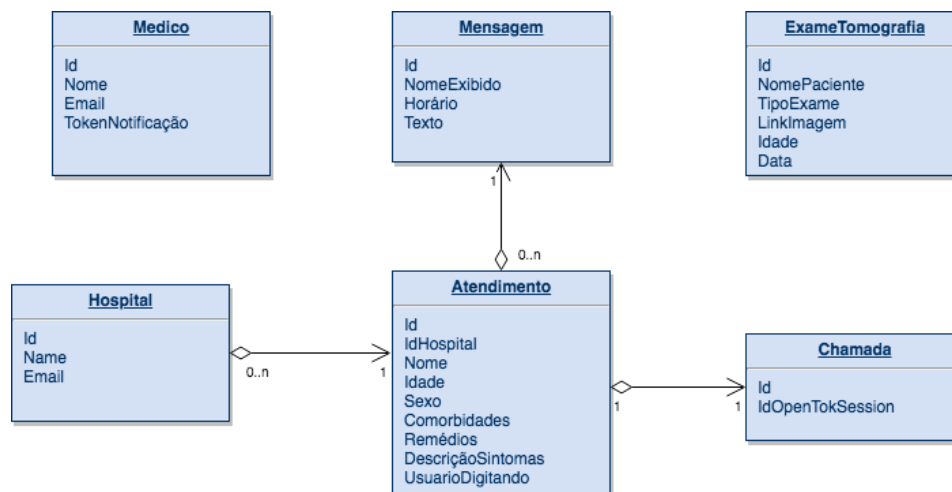 Medico
Id
Nome
Email
TokenNotificação
Mensagem
Id
NomeExibido
Horário
Texto
ExameTomografia
Id
NomePaciente
TipoExame
LinkImagem
Idade
Data
1
0..n
Hospital
Id
Name
Email
0..n
1
Atendimento
Id
IdHospital
Nome
Idade
Sexo
Comorbidades
Remédios
DescriçãoSintomas
UsuarioDigitando
1
1
Chamada
Id
IdOpenTokSession